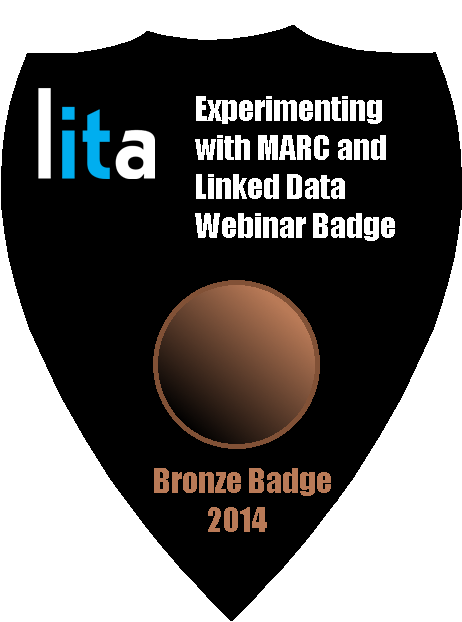 lita
Experimenting
with MARC and
Linked Data
Webinar Badge
Bronze Badge
2014